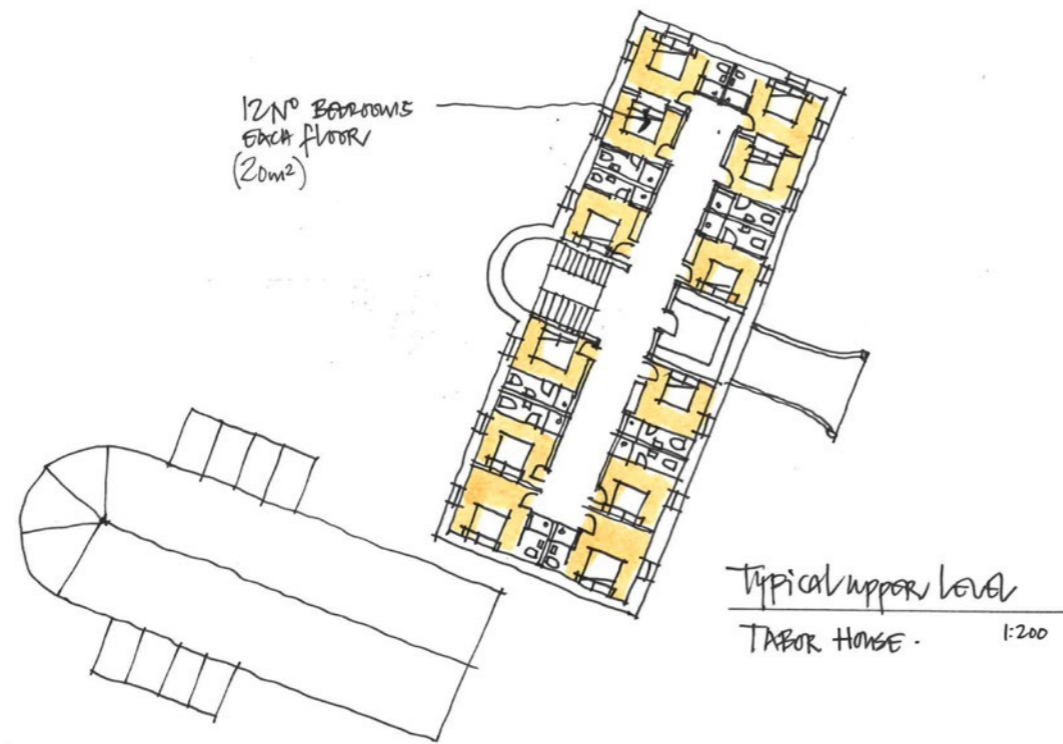 12Nº BEDROOMS
EACH flOOR
(20m²)
Typical upper level
TABOR HOUSE.
1:200